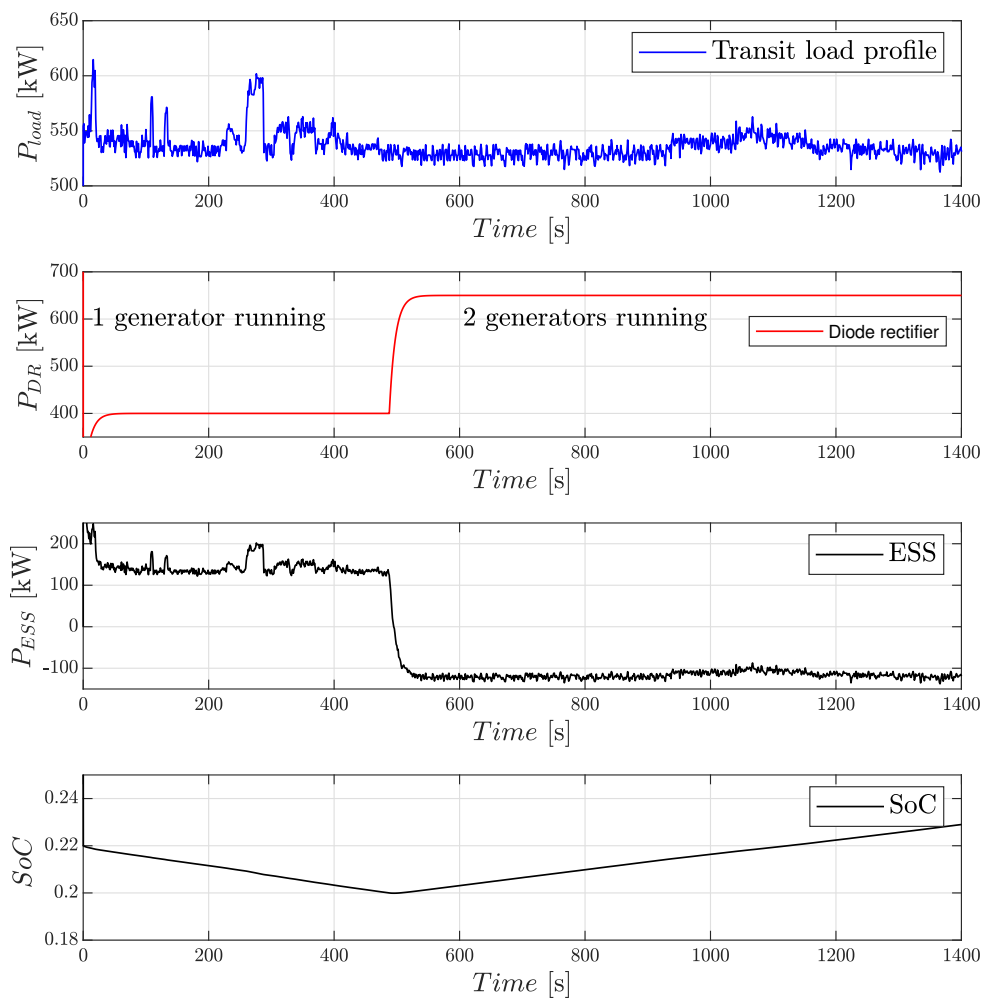 650
600
550
500
P_load [kW]
Transit load profile
0 200 400 600 800 1000 1200 1400
Time [s]
700
600
500
400
P_DR [kW]
1 generator running
2 generators running
Diode rectifier
0 200 400 600 800 1000 1200 1400
Time [s]
200
100
0
-100
P_ESS [kW]
ESS
0 200 400 600 800 1000 1200 1400
Time [s]
0.24
0.22
0.2
0.18
SoC
SoC
0 200 400 600 800 1000 1200 1400
Time [s]